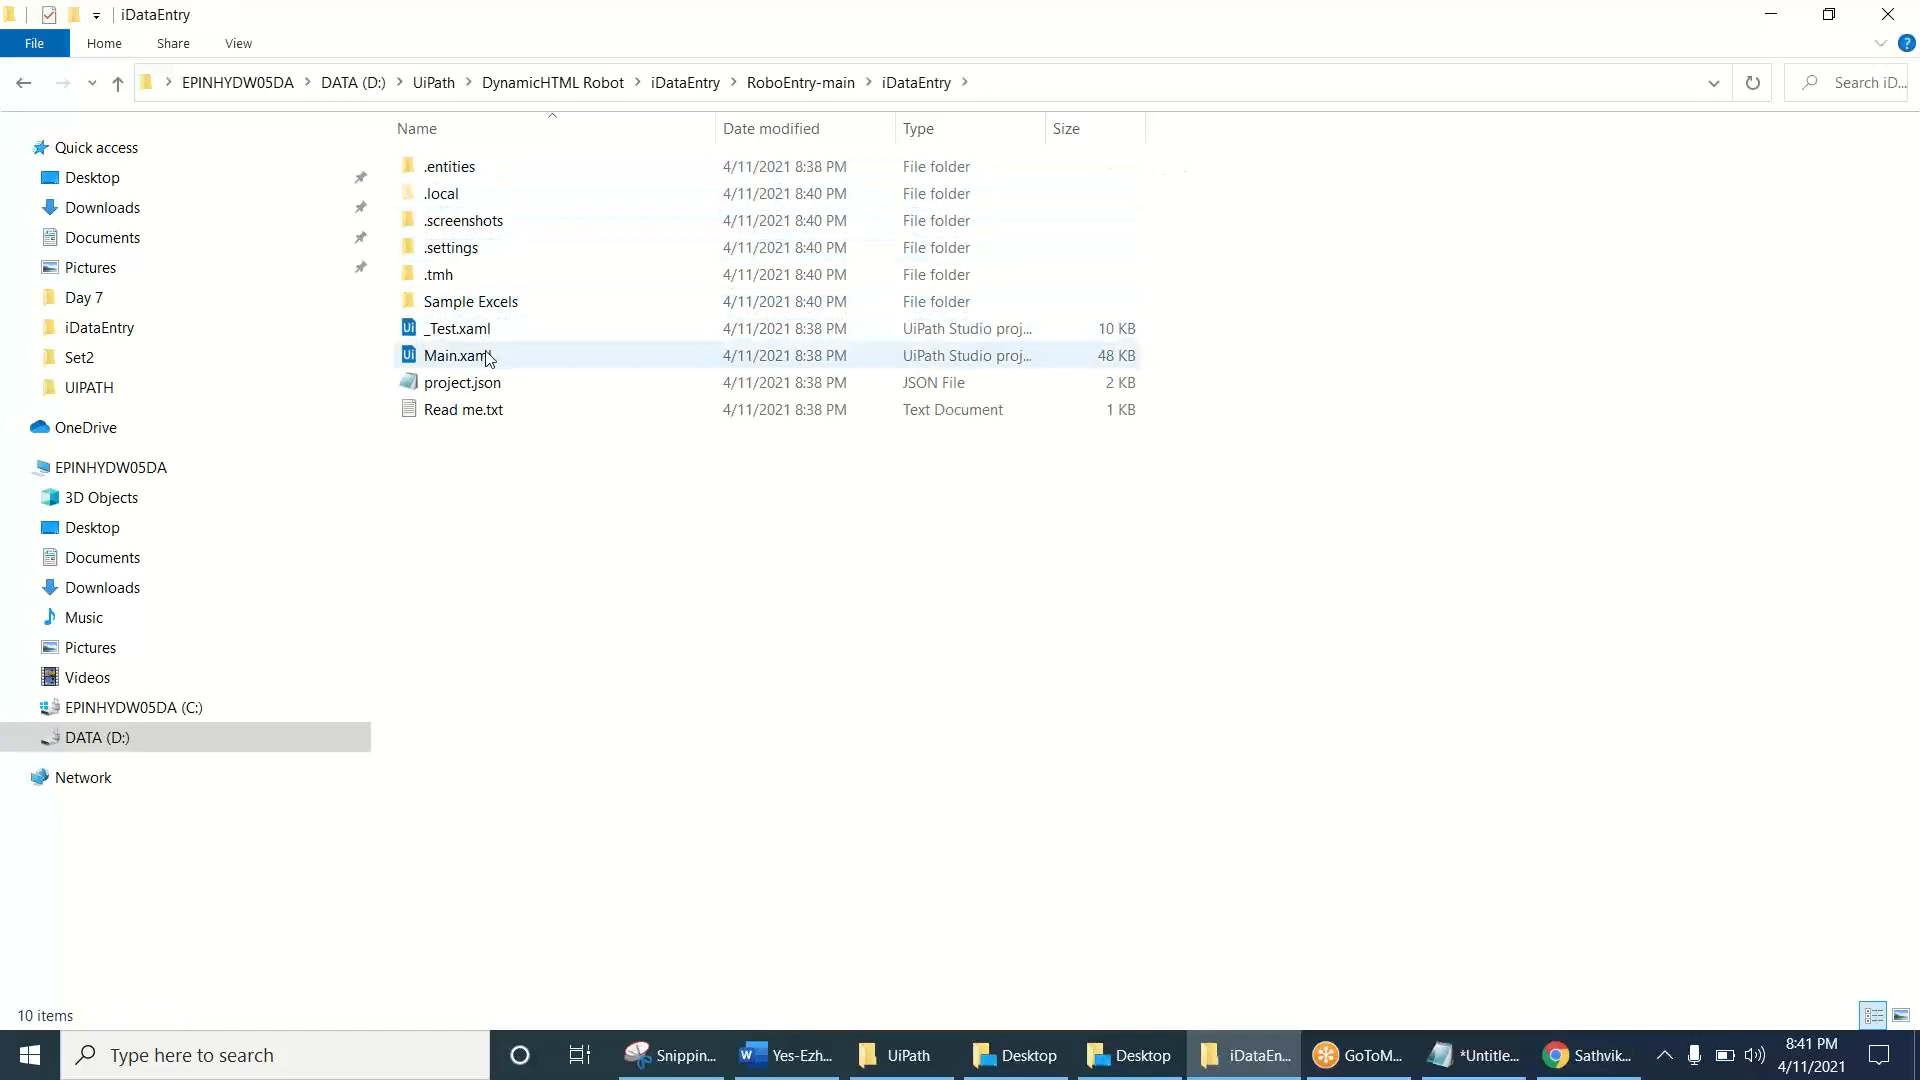 iDataEntry
File Home Share View
EPINHYDW05DA DATA (D:) UiPath DynamicHTML Robot iDataEntry RoboEntry-main iDataEntry Search iD...
Name Date modified Type Size
Quick access
Desktop
Downloads
Documents
Pictures
Day 7
iDataEntry
Set2
UIPATH
OneDrive
EPINHYDW05DA
3D Objects
Desktop
Documents
Downloads
Music
Pictures
Videos
EPINHYDW05DA (C:)
DATA (D:)
Network
.entities 4/11/2021 8:38 PM File folder
.local 4/11/2021 8:40 PM File folder
.screenshots 4/11/2021 8:40 PM File folder
.settings 4/11/2021 8:40 PM File folder
.tmh 4/11/2021 8:40 PM File folder
Sample Excels 4/11/2021 8:40 PM File folder
_Test.xaml 4/11/2021 8:38 PM UiPath Studio proj... 10 KB
Main.xaml 4/11/2021 8:38 PM UiPath Studio proj... 48 KB
project.json 4/11/2021 8:38 PM JSON File 2 KB
Read me.txt 4/11/2021 8:38 PM Text Document 1 KB
10 items
Type here to search Snippin... Yes-Ezh... UiPath Desktop Desktop iDataEn... GoToM... *Untitle... Sathvik... 8:41 PM
4/11/2021